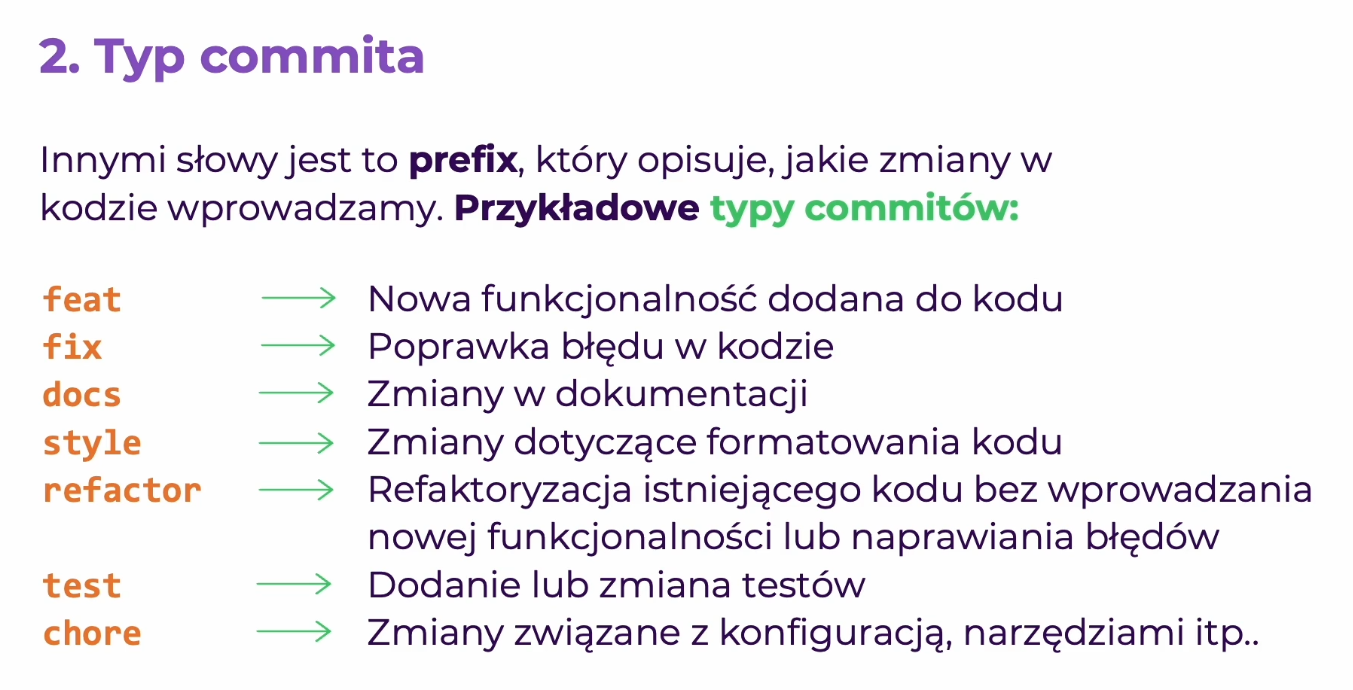 2. Typ commita
Innymi słowy jest to prefix, który opisuje, jakie zmiany w
kodzie wprowadzamy. Przykładowe typy commitów:
feat → Nowa funkcjonalność dodana do kodu
fix → Poprawka błędu w kodzie
docs → Zmiany w dokumentacji
style → Zmiany dotyczące formatowania kodu
refactor → Refaktoryzacja istniejącego kodu bez wprowadzania
nowej funkcjonalności lub naprawiania błędów
test → Dodanie lub zmiana testów
chore → Zmiany związane z konfiguracją, narzędziami itp..